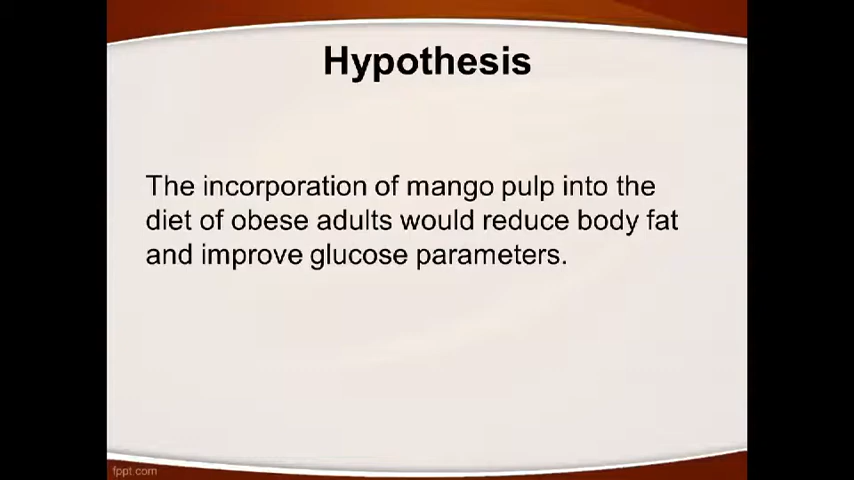 Hypothesis
The incorporation of mango pulp into the
diet of obese adults would reduce body fat
and improve glucose parameters.
fppt.com